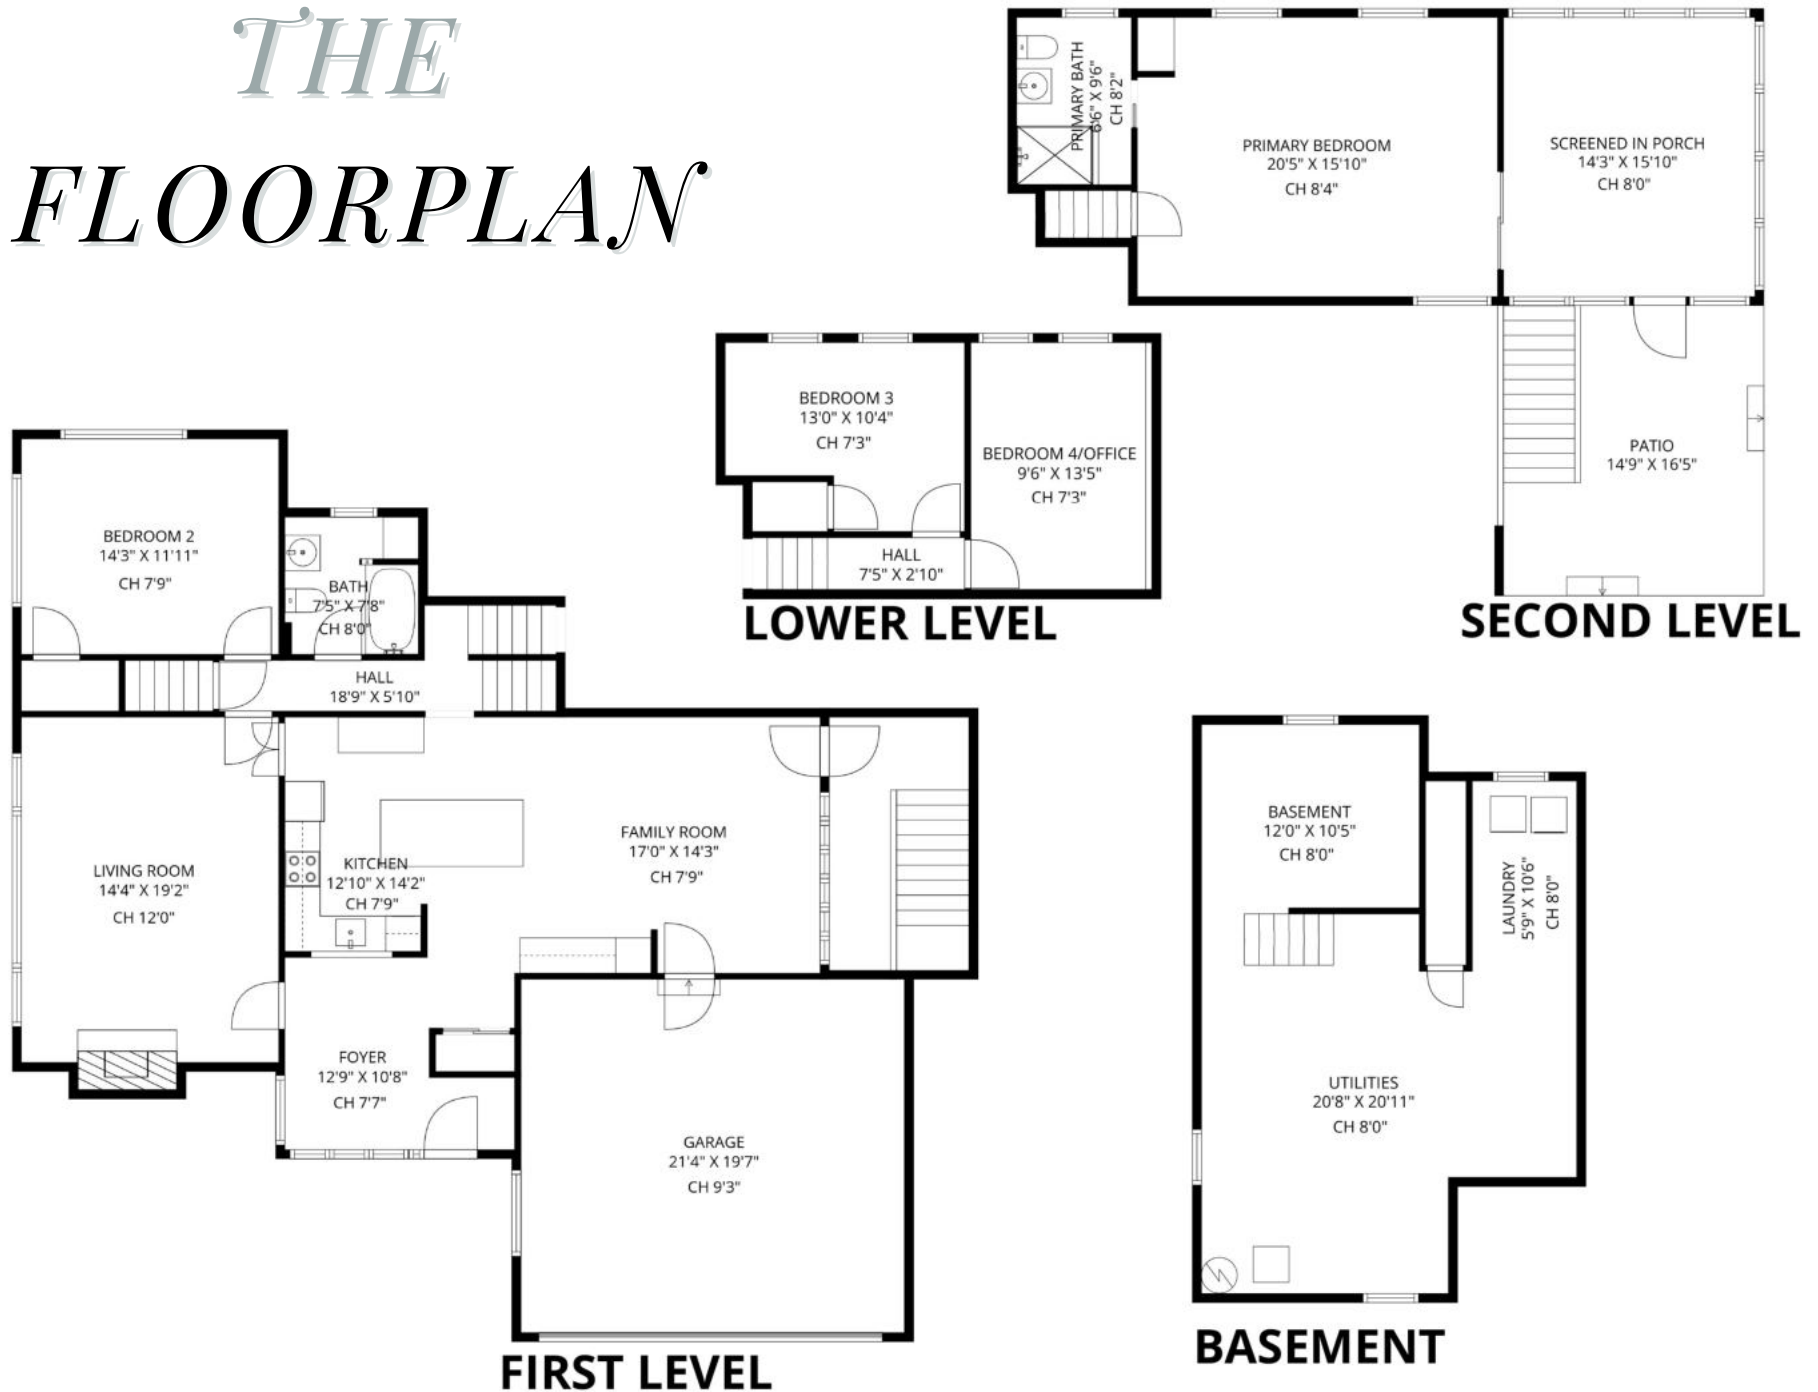 THE
FLOORPLAN
PRIMARY BATH
6'6" X 9'6"
CH 8'2"
PRIMARY BEDROOM
20'5" X 15'10"
CH 8'4"
SCREENED IN PORCH
14'3" X 15'10"
CH 8'0"
PATIO
14'9" X 16'5"
SECOND LEVEL
BEDROOM 3
13'0" X 10'4"
CH 7'3"
BEDROOM 4/OFFICE
9'6" X 13'5"
CH 7'3"
HALL
7'5" X 2'10"
LOWER LEVEL
BEDROOM 2
14'3" X 11'11"
CH 7'9"
BATH
7'5" X 7'8"
CH 8'0"
HALL
18'9" X 5'10"
LIVING ROOM
14'4" X 19'2"
CH 12'0"
KITCHEN
12'10" X 14'2"
CH 7'9"
FAMILY ROOM
17'0" X 14'3"
CH 7'9"
FOYER
12'9" X 10'8"
CH 7'7"
GARAGE
21'4" X 19'7"
CH 9'3"
FIRST LEVEL
BASEMENT
12'0" X 10'5"
CH 8'0"
LAUNDRY
5'9" X 10'6"
CH 8'0"
UTILITIES
20'8" X 20'11"
CH 8'0"
BASEMENT